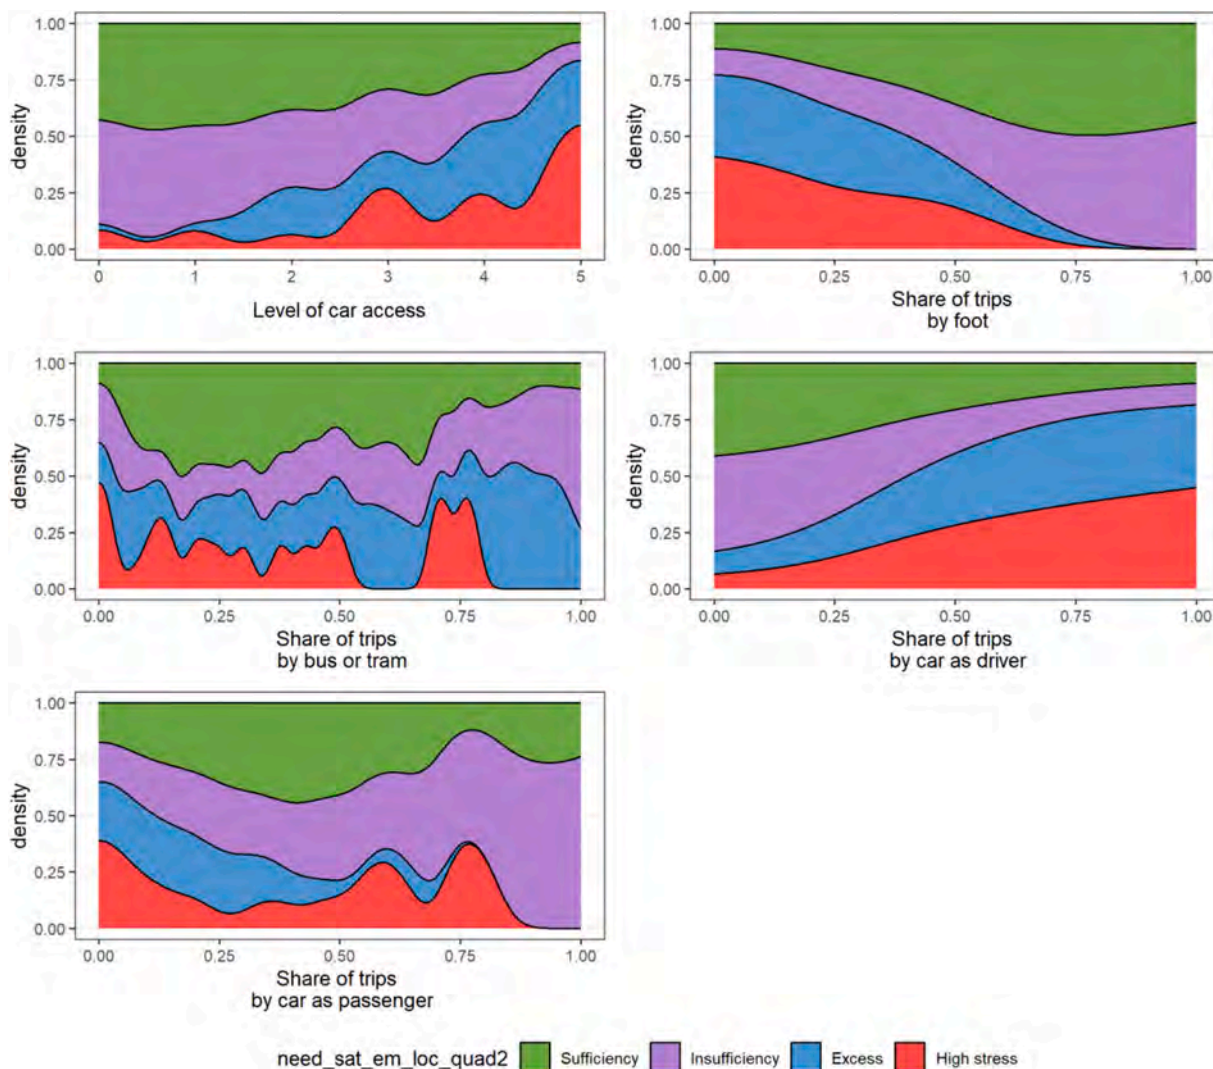 1.00
0.75
0.50
0.25
0.00
density
0 1 2 3 4 5
Level of car access
1.00
0.75
0.50
0.25
0.00
density
0.00 0.25 0.50 0.75 1.00
Share of trips
by foot
1.00
0.75
0.50
0.25
0.00
density
0.00 0.25 0.50 0.75 1.00
Share of trips
by bus or tram
1.00
0.75
0.50
0.25
0.00
density
0.00 0.25 0.50 0.75 1.00
Share of trips
by car as driver
1.00
0.75
0.50
0.25
0.00
density
0.00 0.25 0.50 0.75 1.00
Share of trips
by car as passenger
need_sat_em_loc_quad2 Sufficiency Insufficiency Excess High stress